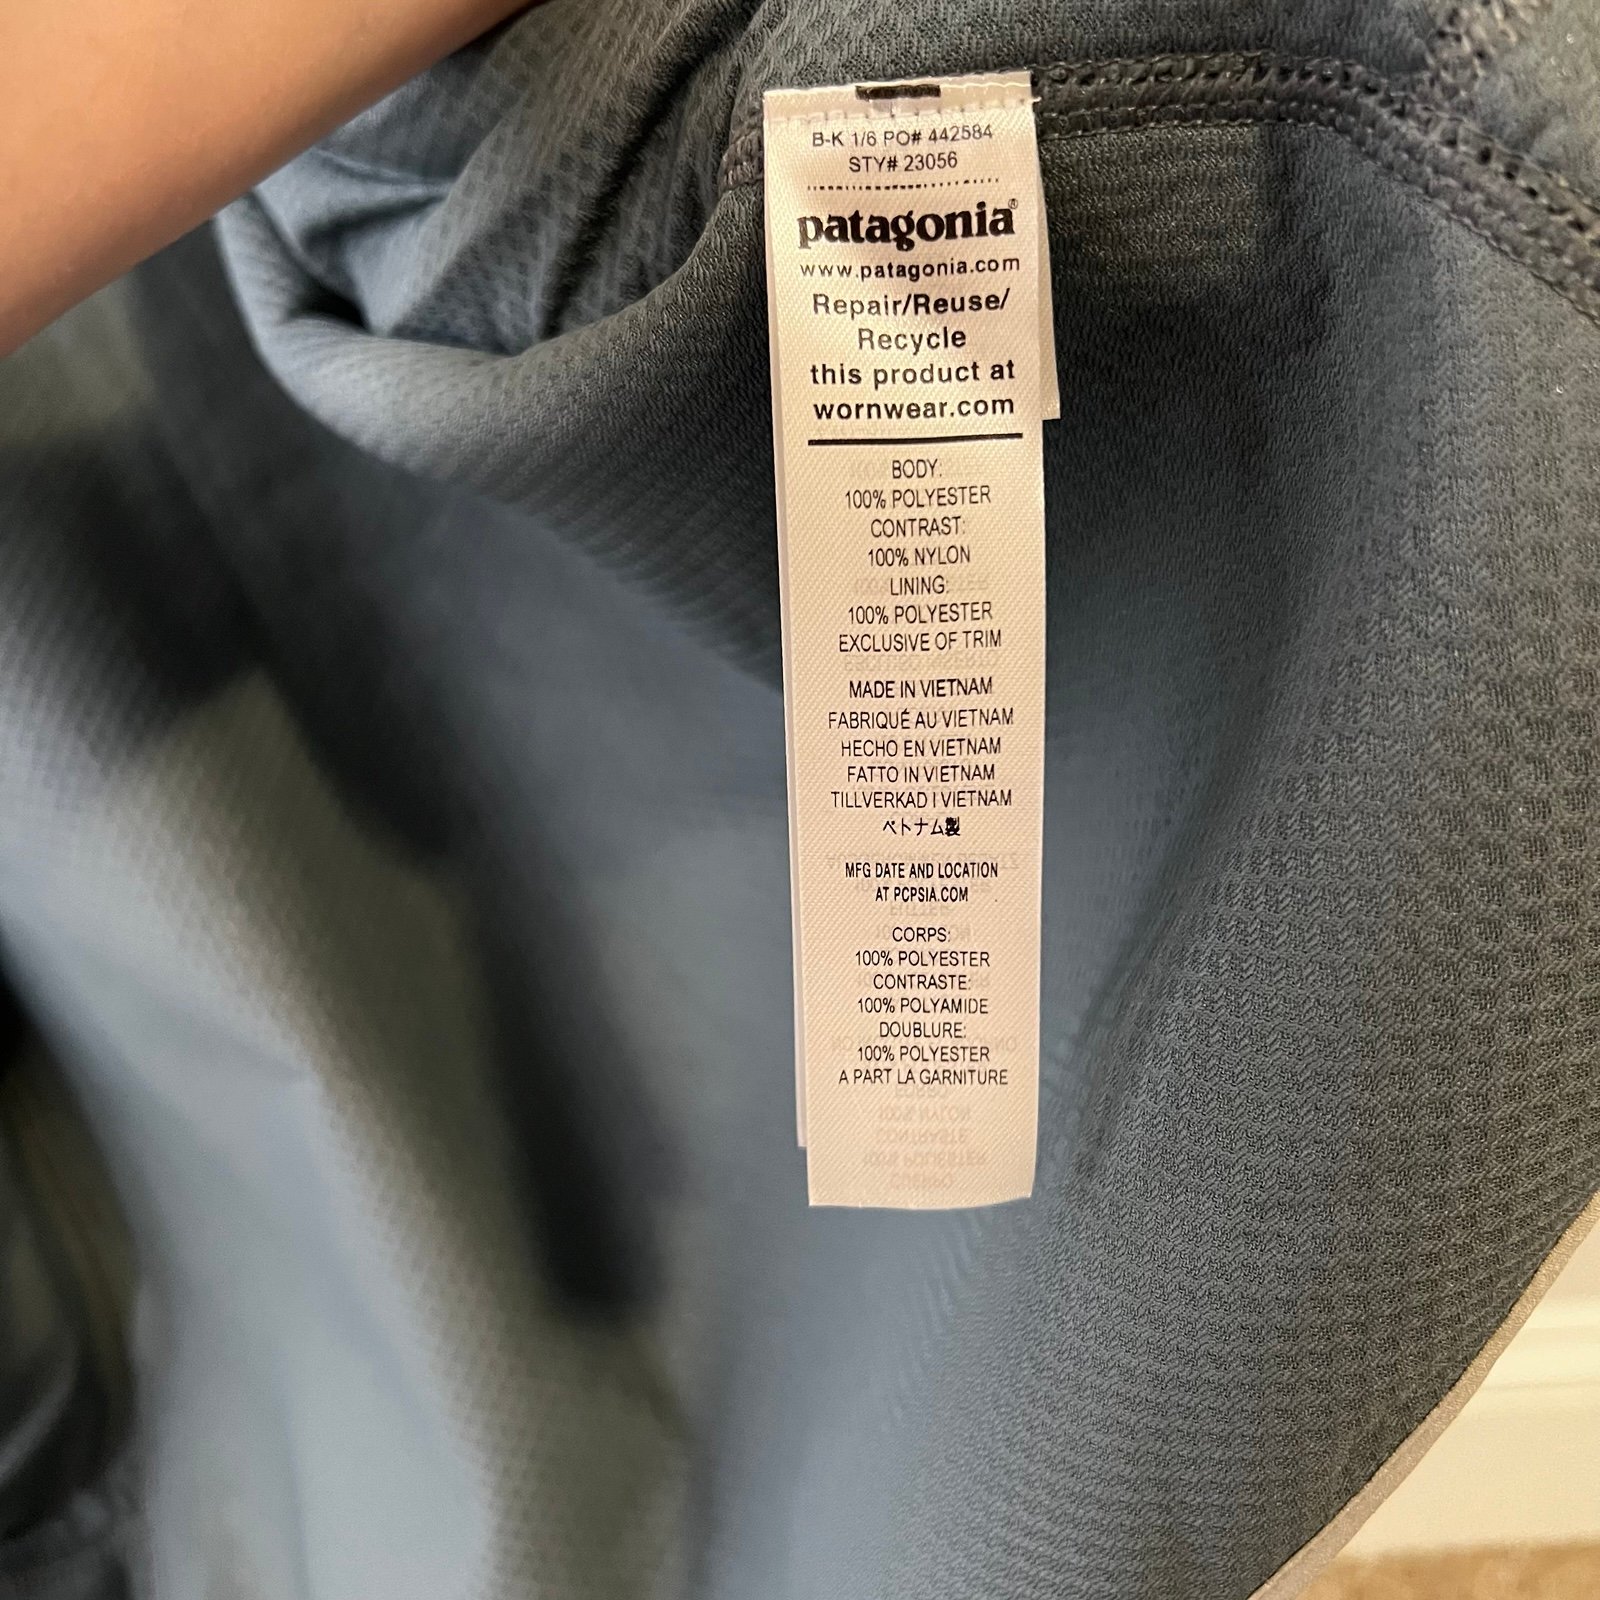 B-K 1/6 PO# 442584
STY# 23056
patagonia®
www.patagonia.com
Repair/Reuse/
Recycle
this product at
wornwear.com
BODY:
100% POLYESTER
CONTRAST:
100% NYLON
LINING:
100% POLYESTER
EXCLUSIVE OF TRIM
MADE IN VIETNAM
FABRIQUÉ AU VIETNAM
HECHO EN VIETNAM
FATTO IN VIETNAM
TILLVERKAD I VIETNAM
ベトナム製
MFG DATE AND LOCATION
AT PCPSIA.COM
CORPS:
100% POLYESTER
CONTRASTE:
100% POLYAMIDE
DOUBLURE:
100% POLYESTER
A PART LA GARNITURE